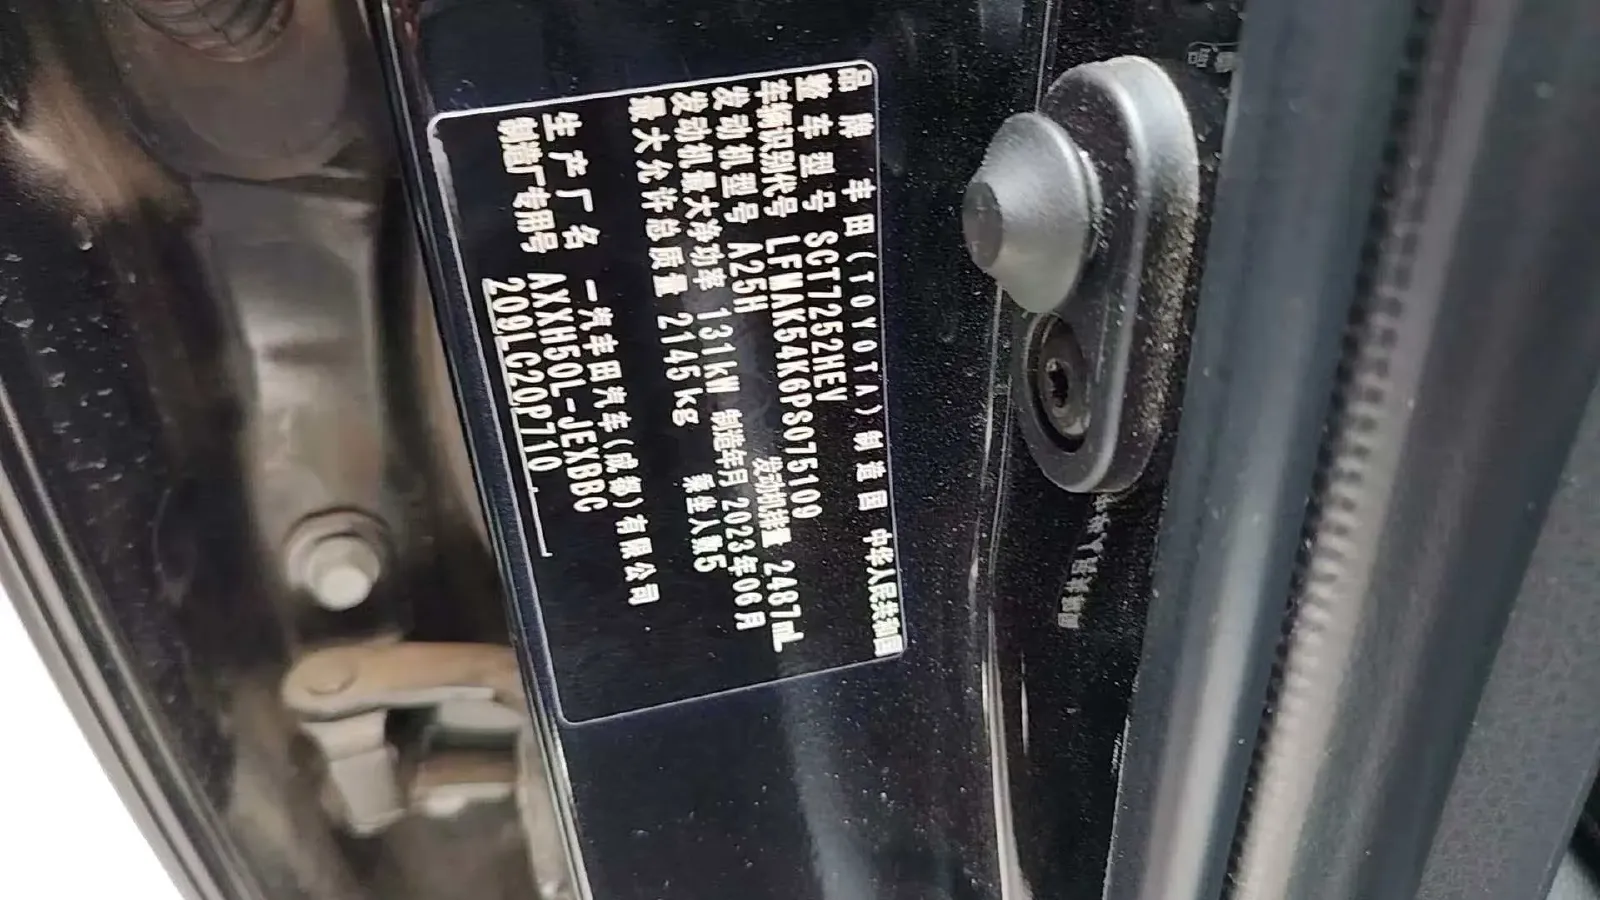 品牌 丰田(TOYOTA) 制造国 中华人民共和国
整车型号 SCT7252HEV
车辆识别代号 LFMAK54K6PS075109
发动机型号 A25H 发动机排量 2487mL
发动机最大净功率 131kW 制造年月 2023年06月
最大允许总质量 2145kg 乘坐人数5
生产厂名 一汽丰田汽车(成都)有限公司
AXXH50L-JEXBBC
制造厂专用号 209LC20P710